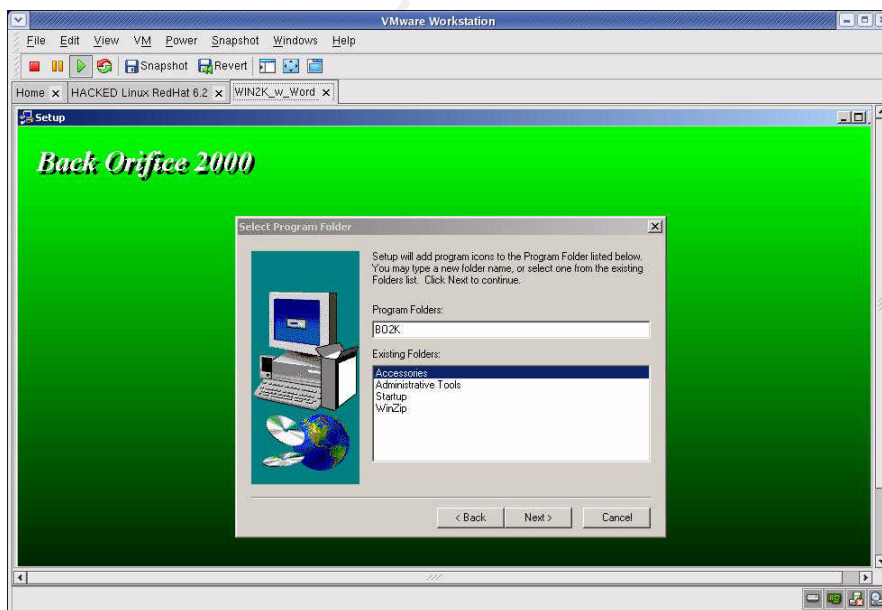 VMware Workstation
File Edit View VM Power Snapshot Windows Help
Snapshot Revert
Home HACKED Linux RedHat 6.2 WIN2K_w_Word
Setup
Back Orifice 2000
Select Program Folder
Setup will add program icons to the Program Folder listed below.
You may type a new folder name, or select one from the existing
Folders list. Click Next to continue.
Program Folders:
BO2K
Existing Folders:
Accessories
Administrative Tools
Startup
WinZip
< Back Next > Cancel